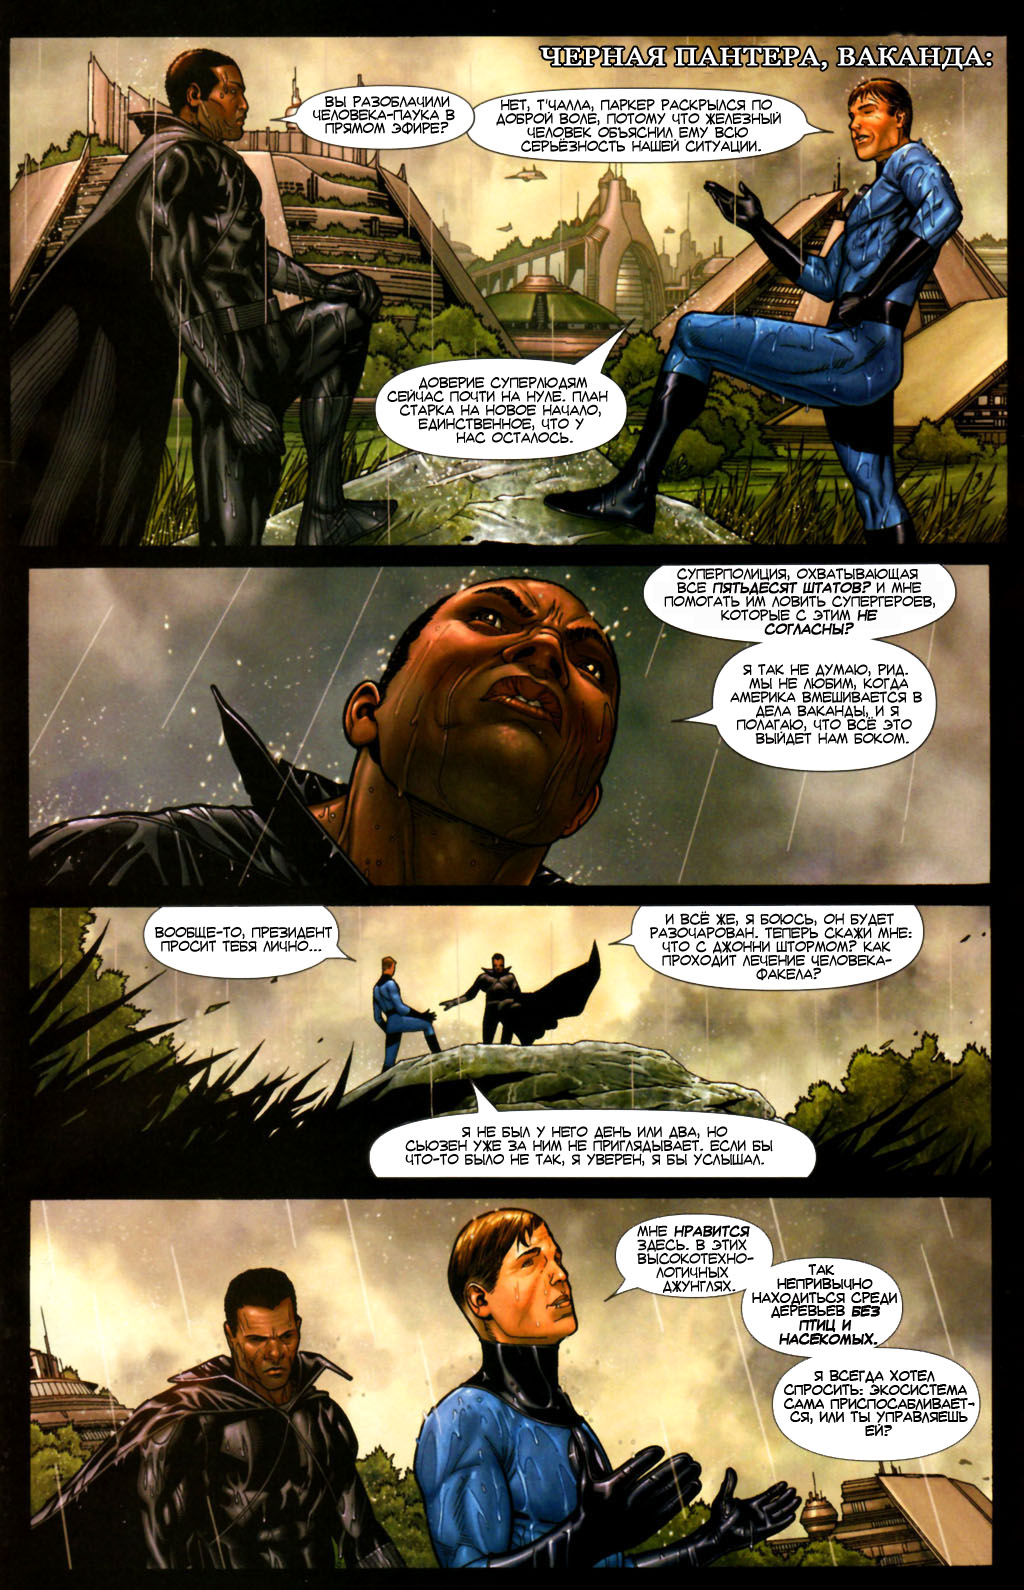 ЧЕРНАЯ ПАНТЕРА, ВАКАНДА:
ВЫ РАЗОБЛАЧИЛИ
ЧЕЛОВЕКА-ПАУКА В
ПРЯМОМ ЭФИРЕ?
НЕТ, Т'ЧАЛЛА, ПАРКЕР РАСКРЫЛСЯ ПО
ДОБРОЙ ВОЛЕ, ПОТОМУ ЧТО ЖЕЛЕЗНЫЙ
ЧЕЛОВЕК ОБЪЯСНИЛ ЕМУ ВСЮ
СЕРЬЁЗНОСТЬ НАШЕЙ СИТУАЦИИ.
ДОВЕРИЕ СУПЕРЛЮДЯМ
СЕЙЧАС ПОЧТИ НА НУЛЕ. ПЛАН
СТАРКА НА НОВОЕ НАЧАЛО,
ЕДИНСТВЕННОЕ, ЧТО У
НАС ОСТАЛОСЬ.
СУПЕРПОЛИЦИЯ, ОХВАТЫВАЮЩАЯ
ВСЕ ПЯТЬДЕСЯТ ШТАТОВ? И МНЕ
ПОМОГАТЬ ИМ ЛОВИТЬ СУПЕРГЕРОЕВ,
КОТОРЫЕ С ЭТИМ НЕ
СОГЛАСНЫ?
Я ТАК НЕ ДУМАЮ, РИД.
МЫ НЕ ЛЮБИМ, КОГДА
АМЕРИКА ВМЕШИВАЕТСЯ В
ДЕЛА ВАКАНДЫ, И Я
ПОЛАГАЮ, ЧТО ВСЁ ЭТО
ВЫЙДЕТ НАМ БОКОМ.
ВООБЩЕ-ТО, ПРЕЗИДЕНТ
ПРОСИТ ТЕБЯ ЛИЧНО...
И ВСЁ ЖЕ, Я БОЮСЬ, ОН БУДЕТ
РАЗОЧАРОВАН. ТЕПЕРЬ СКАЖИ МНЕ:
ЧТО С ДЖОННИ ШТОРМОМ? КАК
ПРОХОДИТ ЛЕЧЕНИЕ ЧЕЛОВЕКА-
ФАКЕЛА?
Я НЕ БЫЛ У НЕГО ДЕНЬ ИЛИ ДВА, НО
СЬЮЗЕН УЖЕ ЗА НИМ НЕ ПРИГЛЯДЫВАЕТ. ЕСЛИ БЫ
ЧТО-ТО БЫЛО НЕ ТАК, Я УВЕРЕН, Я БЫ УСЛЫШАЛ.
МНЕ НРАВИТСЯ
ЗДЕСЬ. В ЭТИХ
ВЫСОКОТЕХНО-
ЛОГИЧНЫХ
ДЖУНГЛЯХ.
ТАК
НЕПРИВЫЧНО
НАХОДИТЬСЯ СРЕДИ
ДЕРЕВЬЕВ БЕЗ
ПТИЦ И
НАСЕКОМЫХ.
Я ВСЕГДА ХОТЕЛ
СПРОСИТЬ: ЭКОСИСТЕМА
САМА ПРИСПОСАБЛИВАЕТ-
СЯ, ИЛИ ТЫ УПРАВЛЯЕШЬ
ЕЙ?